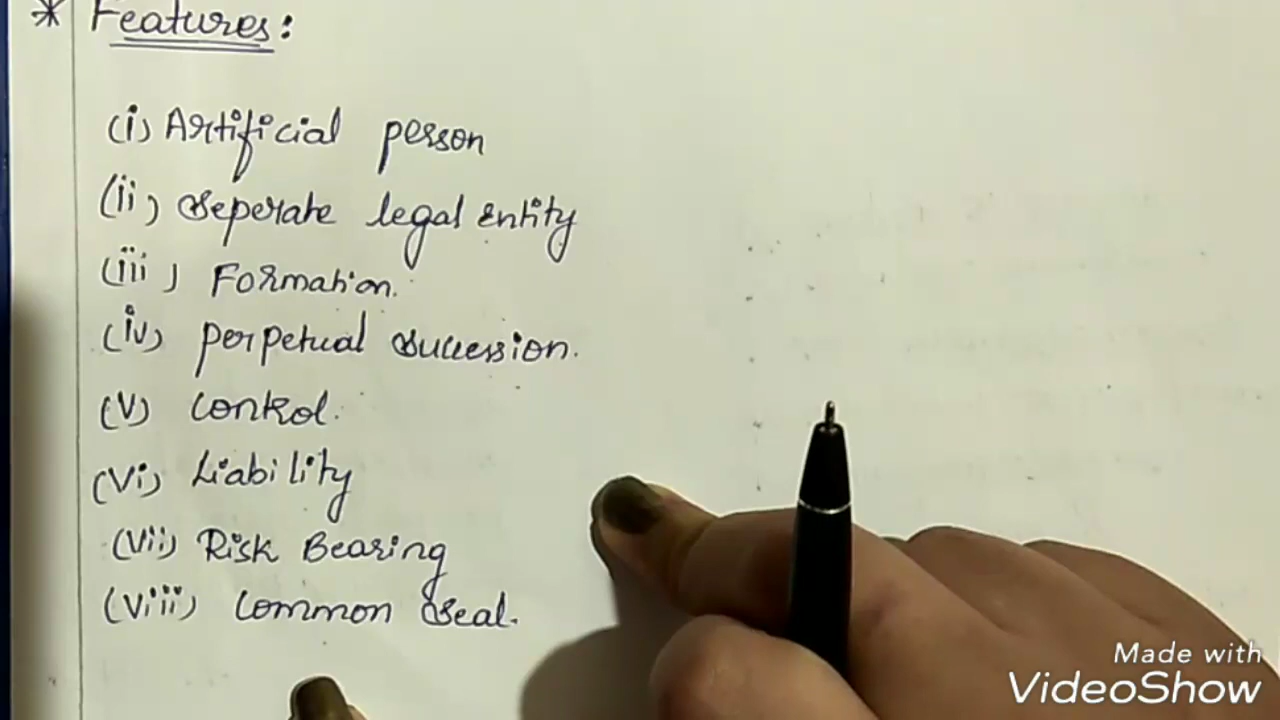 * Features:
(i) Artificial person
(ii) Seperate legal entity
(iii) Formation.
(iv) perpetual succession.
(v) control.
(vi) Liability
(vii) Risk Bearing
(viii) common seal.
Made with
VideoShow